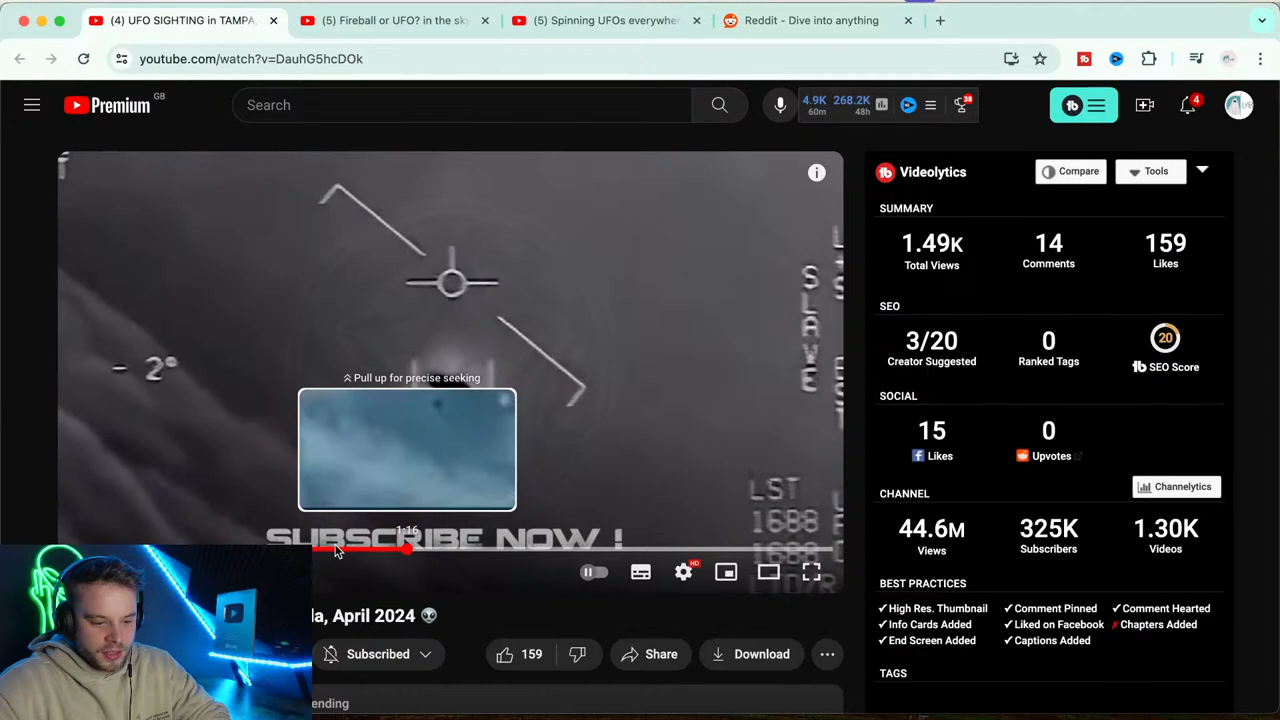 (4) UFO SIGHTING in TAMPA,
(5) Fireball or UFO? in the sky
(5) Spinning UFOs everywher
Reddit - Dive into anything
youtube.com/watch?v=DauhG5hcDOk
Premium GB
Search
4.9K 268.2K
60m 48h
38
4
Videolytics
Compare
Tools
SUMMARY
1.49K 14 159
Total Views Comments Likes
SEO
3/20 0 20
Creator Suggested Ranked Tags SEO Score
SOCIAL
15 0
Likes Upvotes
CHANNEL
Channelytics
44.6M 325K 1.30K
Views Subscribers Videos
BEST PRACTICES
✓High Res. Thumbnail ✓Comment Pinned ✓Comment Hearted
✓Info Cards Added ✓Liked on Facebook ✗Chapters Added
✓End Screen Added ✓Captions Added
TAGS
- 2°
SLAVE
Pull up for precise seeking
LST
1688
1:16
SUBSCRIBE NOW !
HD
la, April 2024 👽
Subscribed
159
Share
Download
ending